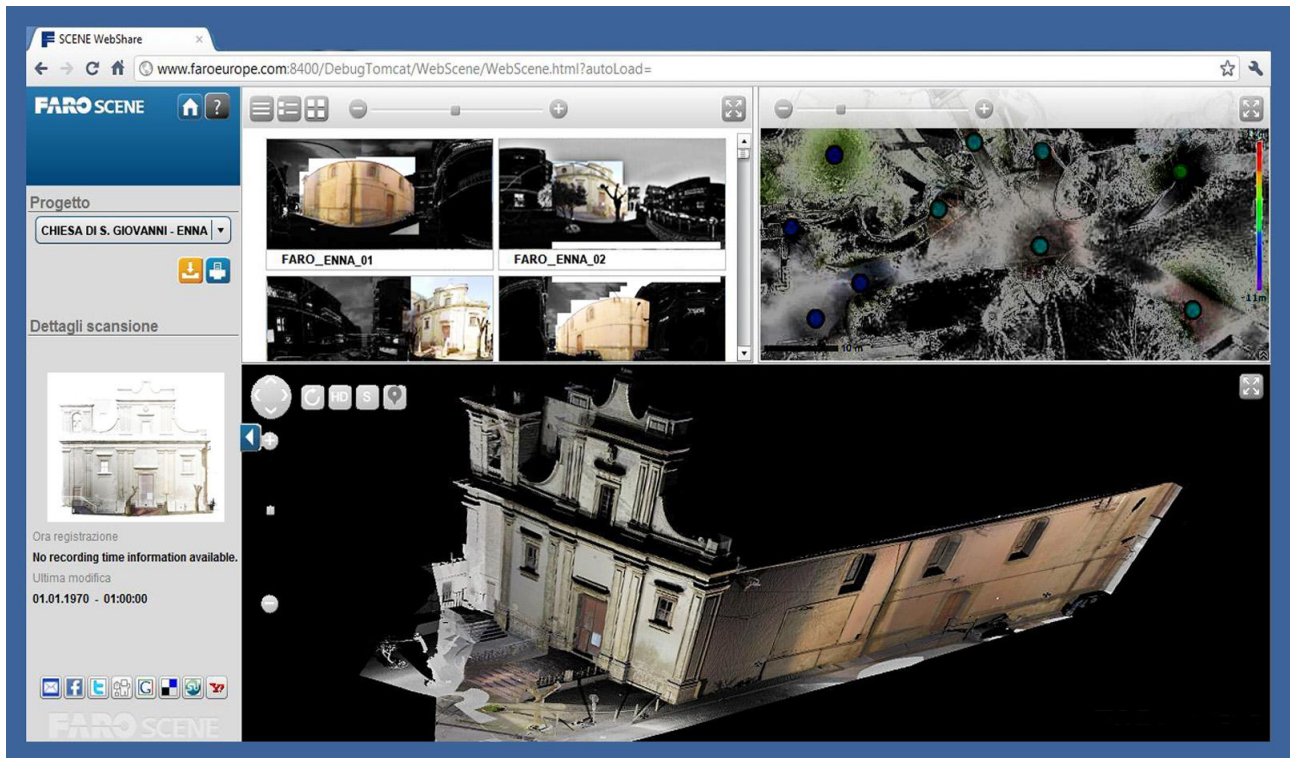 SCENE WebShare
www.faroeurope.com:8400/DebugTomcat/WebScene/WebScene.html?autoLoad=
FARO SCENE
?
Progetto
CHIESA DI S. GIOVANNI - ENNA
Dettagli scansione
Ora registrazione
No recording time information available.
Ultima modifica
01.01.1970 - 01:00:00
FARO SCENE
FARO_ENNA_01
FARO_ENNA_02
-11m
10 m
HD
S